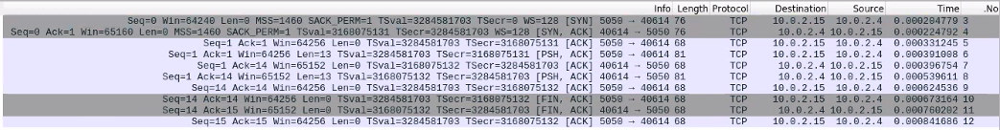 Info Length Protocol Destination Source Time .No
Seq=0 Win=64240 Len=0 MSS=1460 SACK_PERM=1 TSval=3284581703 TSecr=0 WS=128 [SYN] 5050 → 40614 76 TCP 10.0.2.15 10.0.2.4 0.000204779 3
Seq=0 Ack=1 Win=65160 Len=0 MSS=1460 SACK_PERM=1 TSval=3168075131 TSecr=3284581703 WS=128 [SYN, ACK] 40614 → 5050 76 TCP 10.0.2.4 10.0.2.15 0.000224792 4
Seq=1 Ack=1 Win=64256 Len=0 TSval=3284581703 TSecr=3168075131 [ACK] 5050 → 40614 68 TCP 10.0.2.15 10.0.2.4 0.000331245 5
Seq=1 Ack=1 Win=64256 Len=13 TSval=3284581703 TSecr=3168075131 [PSH, ACK] 5050 → 40614 81 TCP 10.0.2.15 10.0.2.4 0.000391008 6
Seq=1 Ack=14 Win=65152 Len=0 TSval=3168075132 TSecr=3284581703 [ACK] 40614 → 5050 68 TCP 10.0.2.4 10.0.2.15 0.000396754 7
Seq=1 Ack=14 Win=65152 Len=13 TSval=3168075132 TSecr=3284581703 [PSH, ACK] 40614 → 5050 81 TCP 10.0.2.4 10.0.2.15 0.000539611 8
Seq=14 Ack=14 Win=64256 Len=0 TSval=3284581703 TSecr=3168075132 [ACK] 5050 → 40614 68 TCP 10.0.2.15 10.0.2.4 0.000624536 9
Seq=14 Ack=14 Win=64256 Len=0 TSval=3284581703 TSecr=3168075132 [FIN, ACK] 5050 → 40614 68 TCP 10.0.2.15 10.0.2.4 0.000673164 10
Seq=14 Ack=15 Win=65152 Len=0 TSval=3168075132 TSecr=3284581703 [FIN, ACK] 40614 → 5050 68 TCP 10.0.2.4 10.0.2.15 0.000760202 11
Seq=15 Ack=15 Win=64256 Len=0 TSval=3284581703 TSecr=3168075132 [ACK] 5050 → 40614 68 TCP 10.0.2.15 10.0.2.4 0.000841686 12